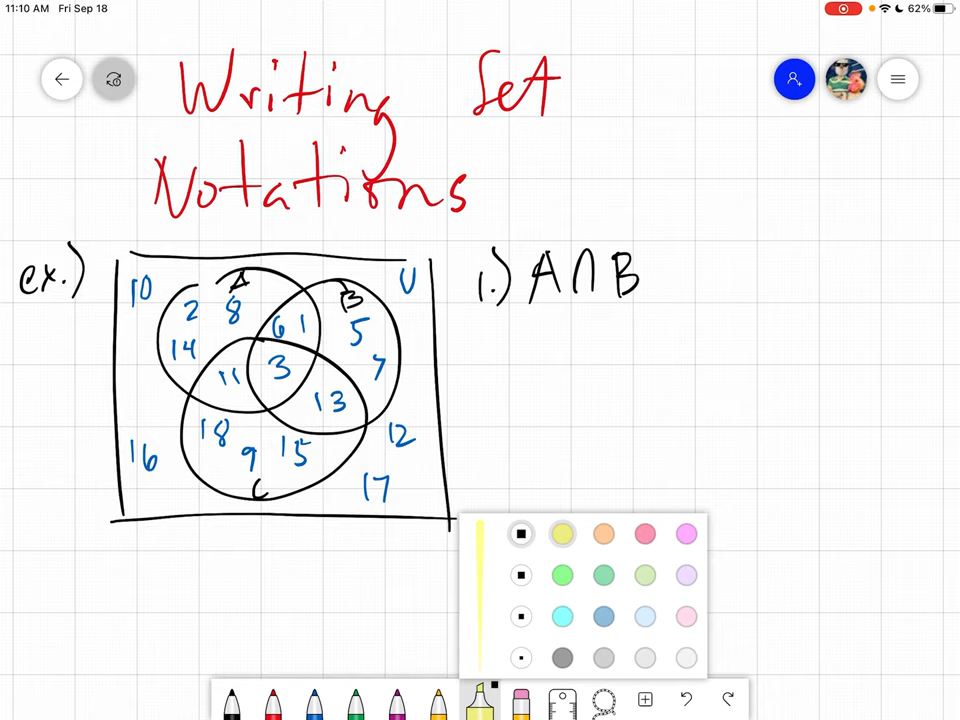 11:10 AM Fri Sep 18
62%
Writing Set
Notations
ex.)
1.) A ∩ B
10
U
A
B
2 8 6 1 5
14 11 3 7
13
18 9 15 12
16
C
17